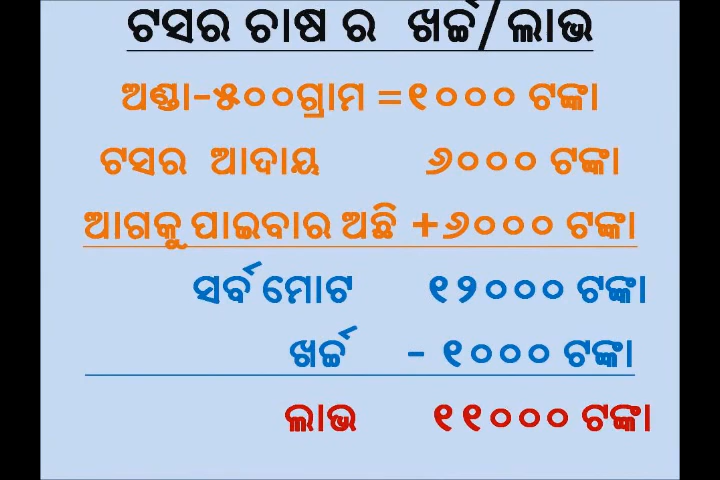 ଟସର ଚାଷ ର ଖର୍ଚ୍ଚ/ଲାଭ
ଅଣ୍ଡା-୫୦୦ଗ୍ରାମ =୧୦୦୦ ଟଙ୍କା
ଟସର ଆଦାୟ ୬୦୦୦ ଟଙ୍କା
ଆଗକୁ ପାଇବାର ଅଛି +୬୦୦୦ ଟଙ୍କା
ସର୍ବ ମୋଟ ୧୨୦୦୦ ଟଙ୍କା
ଖର୍ଚ୍ଚ - ୧୦୦୦ ଟଙ୍କା
ଲାଭ ୧୧୦୦୦ ଟଙ୍କା